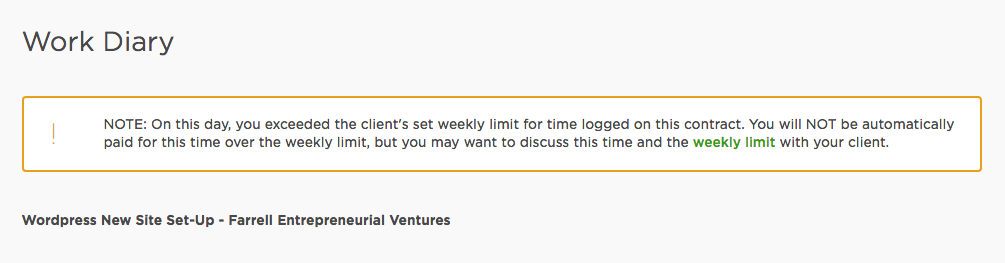 Work Diary
NOTE: On this day, you exceeded the client's set weekly limit for time logged on this contract. You will NOT be automatically
paid for this time over the weekly limit, but you may want to discuss this time and the weekly limit with your client.
Wordpress New Site Set-Up - Farrell Entrepreneurial Ventures